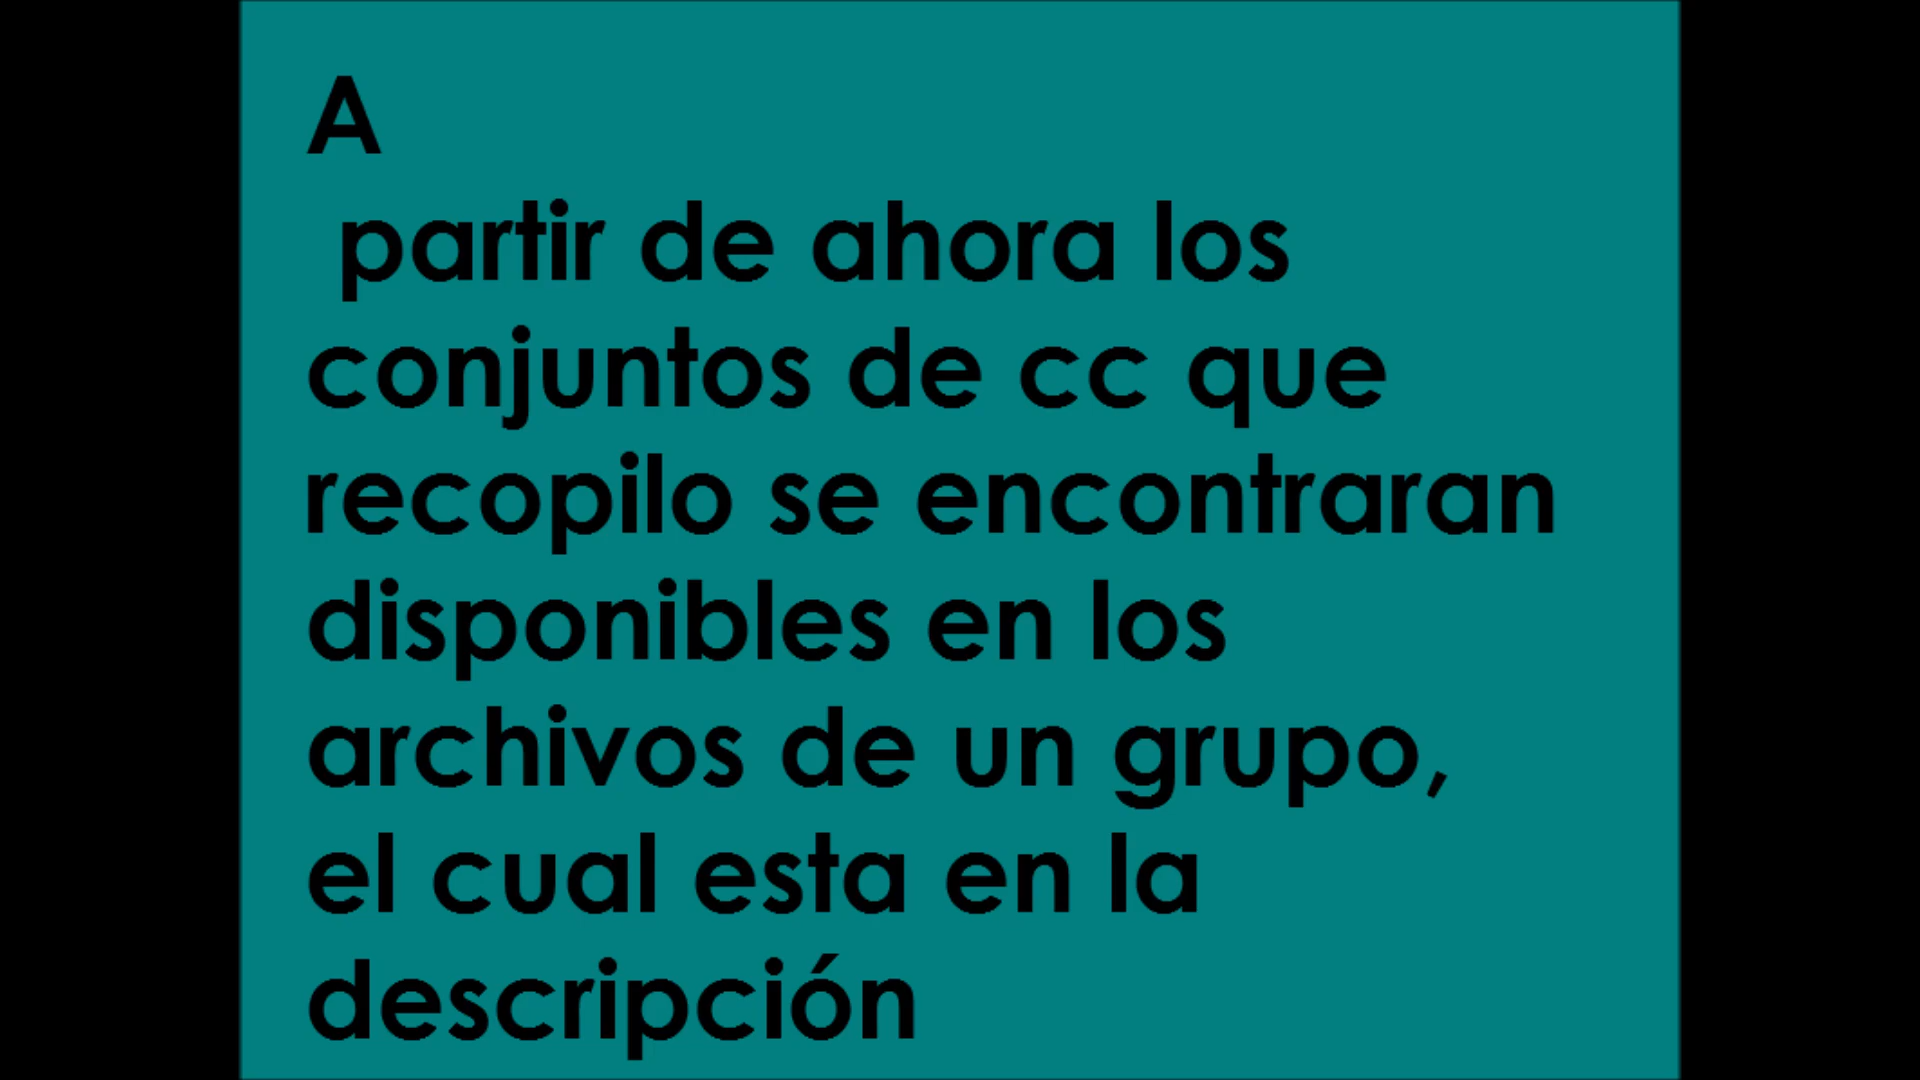 A
partir de ahora los
conjuntos de cc que
recopilo se encontraran
disponibles en los
archivos de un grupo,
el cual esta en la
descripción